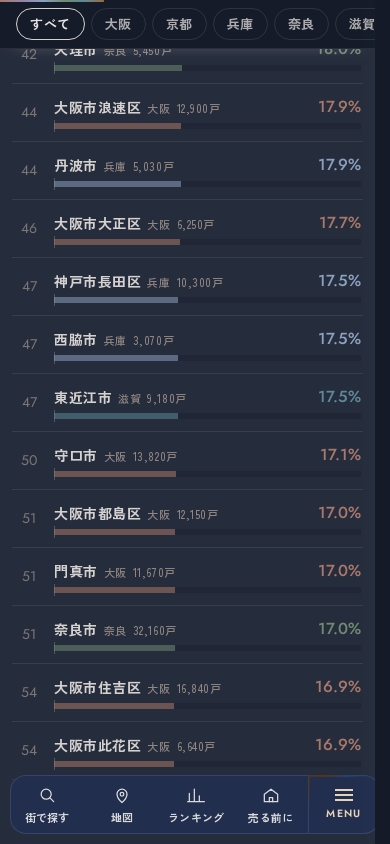 すべて 大阪 京都 兵庫 奈良 滋賀
42 天理市 奈良 5,450戸 18.0%
44 大阪市浪速区 大阪 12,900戸 17.9%
44 丹波市 兵庫 5,030戸 17.9%
46 大阪市大正区 大阪 6,250戸 17.7%
47 神戸市長田区 兵庫 10,300戸 17.5%
47 西脇市 兵庫 3,070戸 17.5%
47 東近江市 滋賀 9,180戸 17.5%
50 守口市 大阪 13,820戸 17.1%
51 大阪市都島区 大阪 12,150戸 17.0%
51 門真市 大阪 11,670戸 17.0%
51 奈良市 奈良 32,160戸 17.0%
54 大阪市住吉区 大阪 16,840戸 16.9%
54 大阪市此花区 大阪 6,640戸 16.9%
街で探す 地図 ランキング 売る前に MENU